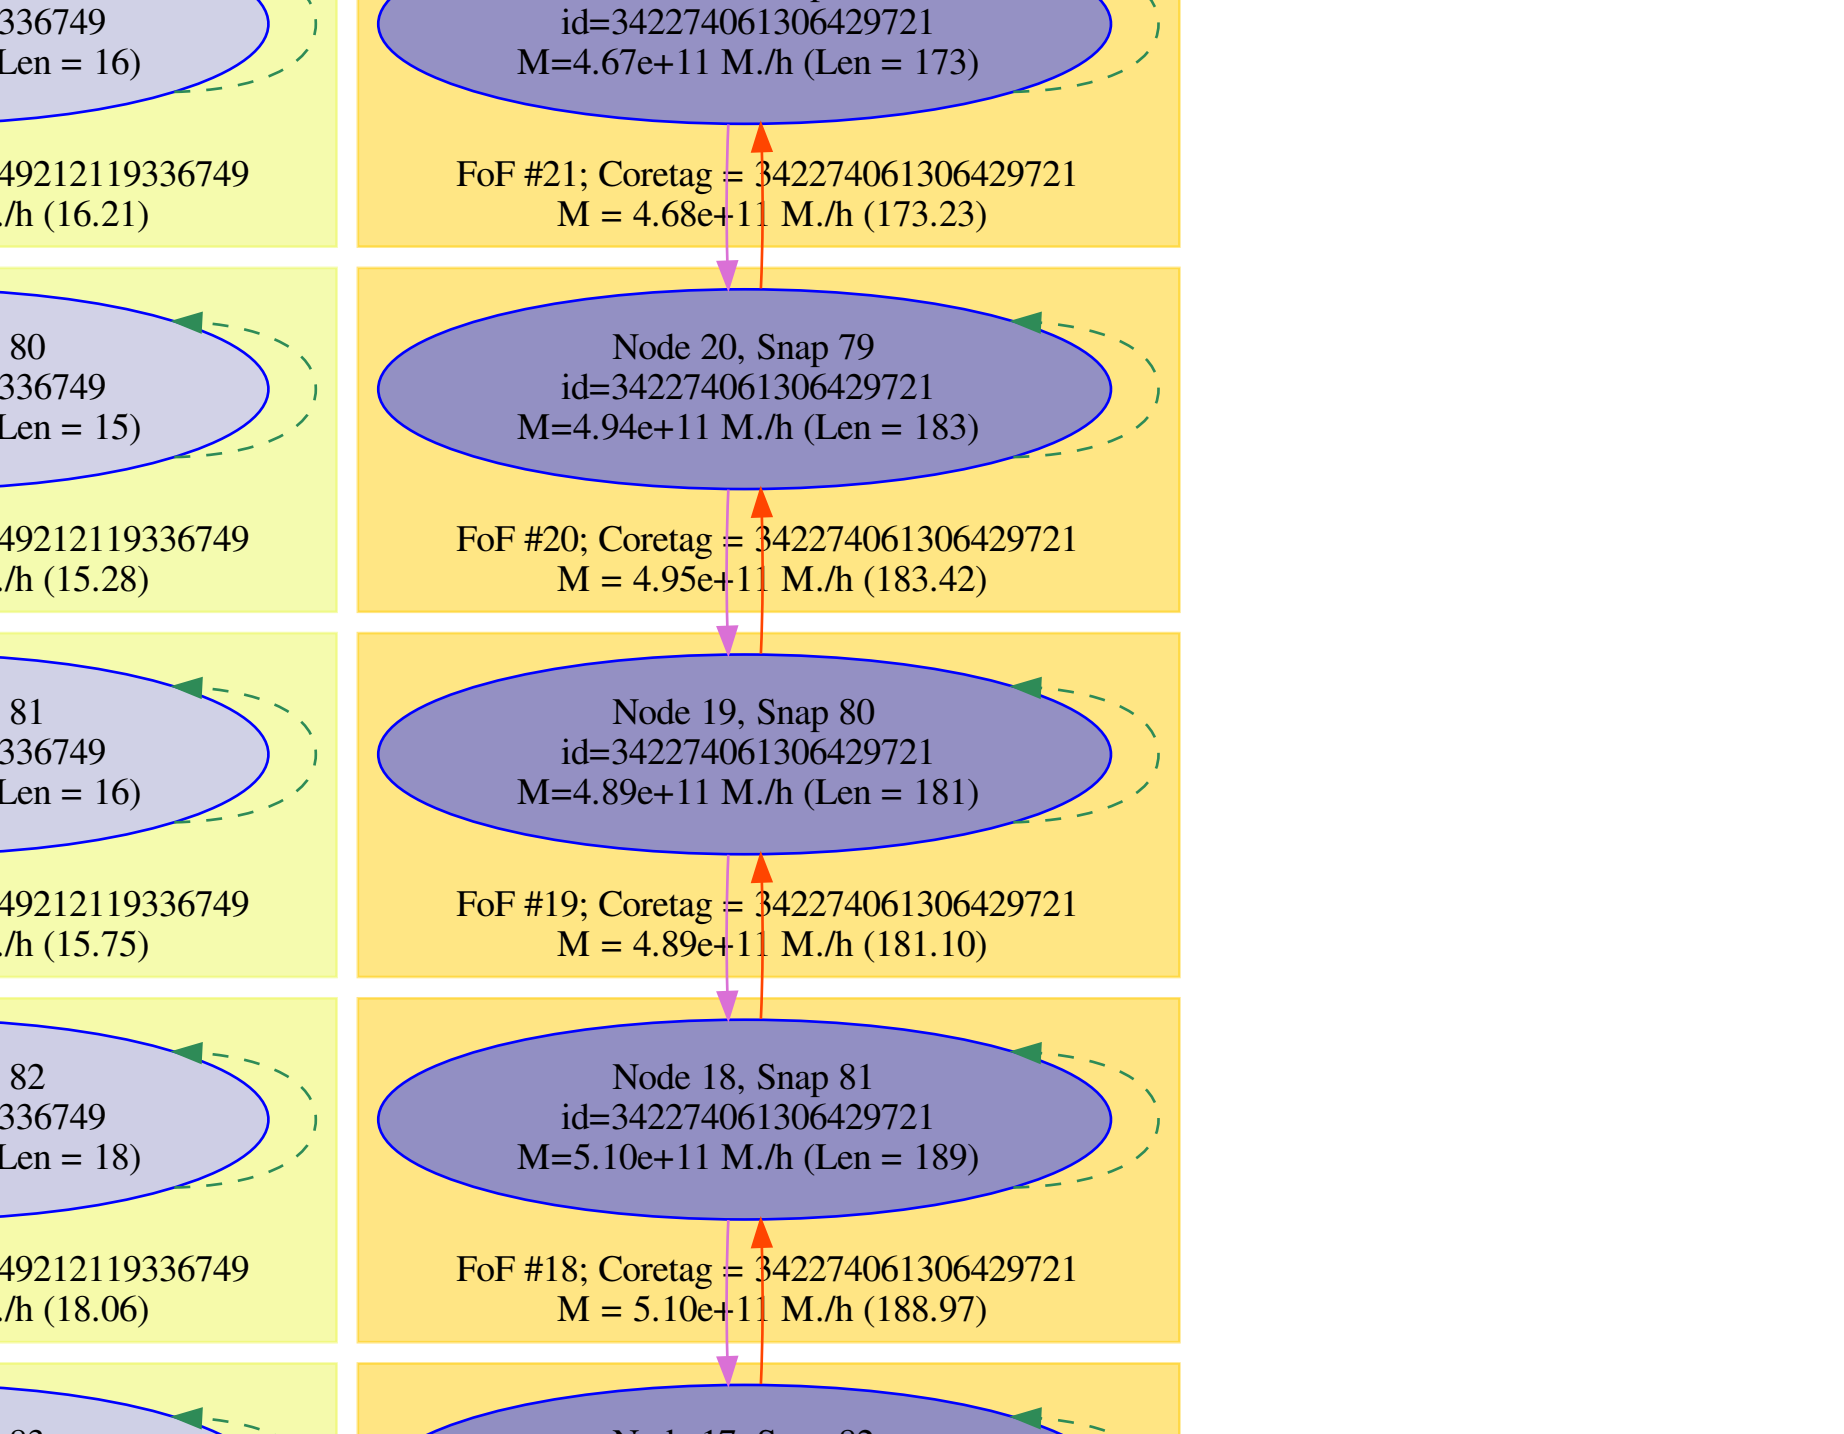 336749
Len = 16)
49212119336749
./h (16.21)
id=342274061306429721
M=4.67e+11 M./h (Len = 173)
FoF #21; Coretag = 342274061306429721
M = 4.68e+11 M./h (173.23)
80
336749
Len = 15)
49212119336749
./h (15.28)
Node 20, Snap 79
id=342274061306429721
M=4.94e+11 M./h (Len = 183)
FoF #20; Coretag = 342274061306429721
M = 4.95e+11 M./h (183.42)
81
336749
Len = 16)
49212119336749
./h (15.75)
Node 19, Snap 80
id=342274061306429721
M=4.89e+11 M./h (Len = 181)
FoF #19; Coretag = 342274061306429721
M = 4.89e+11 M./h (181.10)
82
336749
Len = 18)
49212119336749
./h (18.06)
Node 18, Snap 81
id=342274061306429721
M=5.10e+11 M./h (Len = 189)
FoF #18; Coretag = 342274061306429721
M = 5.10e+11 M./h (188.97)
83
Node 17, Snap 82